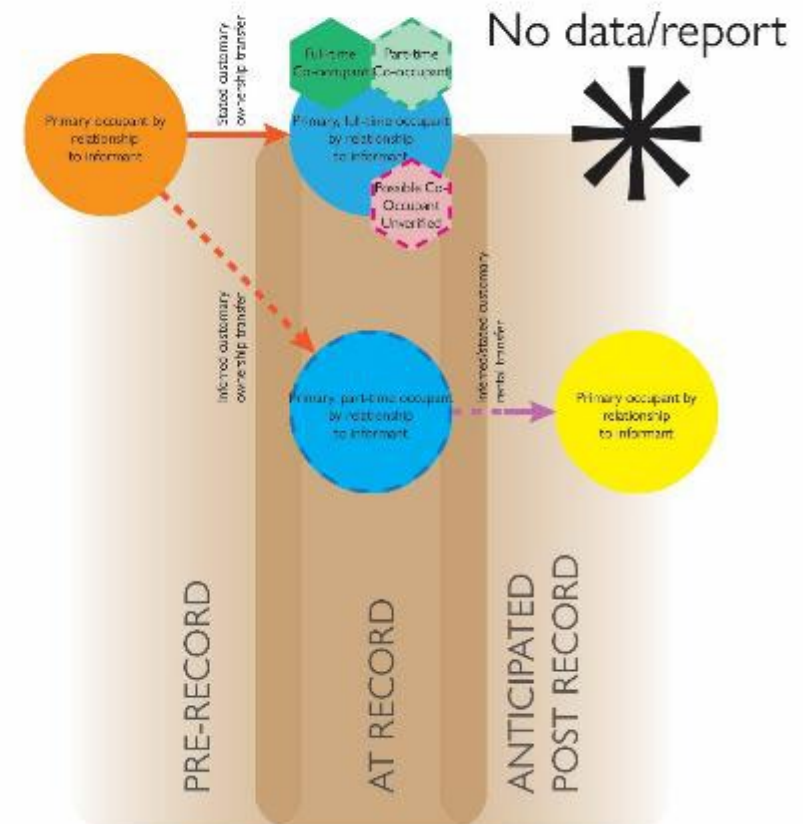 No data/report
Full-time
Co-occupant
Part-time
Co-occupant
Stated customary
ownership transfer
Primary occupant by
relationship
to informant
Primary, full-time occupant
by relationship
to informant
Possible Co-
Occupant
Unverified
Inferred customary
ownership transfer
Inferred/stated customary
rental transfer
Primary, part-time occupant
by relationship
to informant
Primary occupant by
relationship
to informant
PRE-RECORD
AT RECORD
ANTICIPATED
POST RECORD